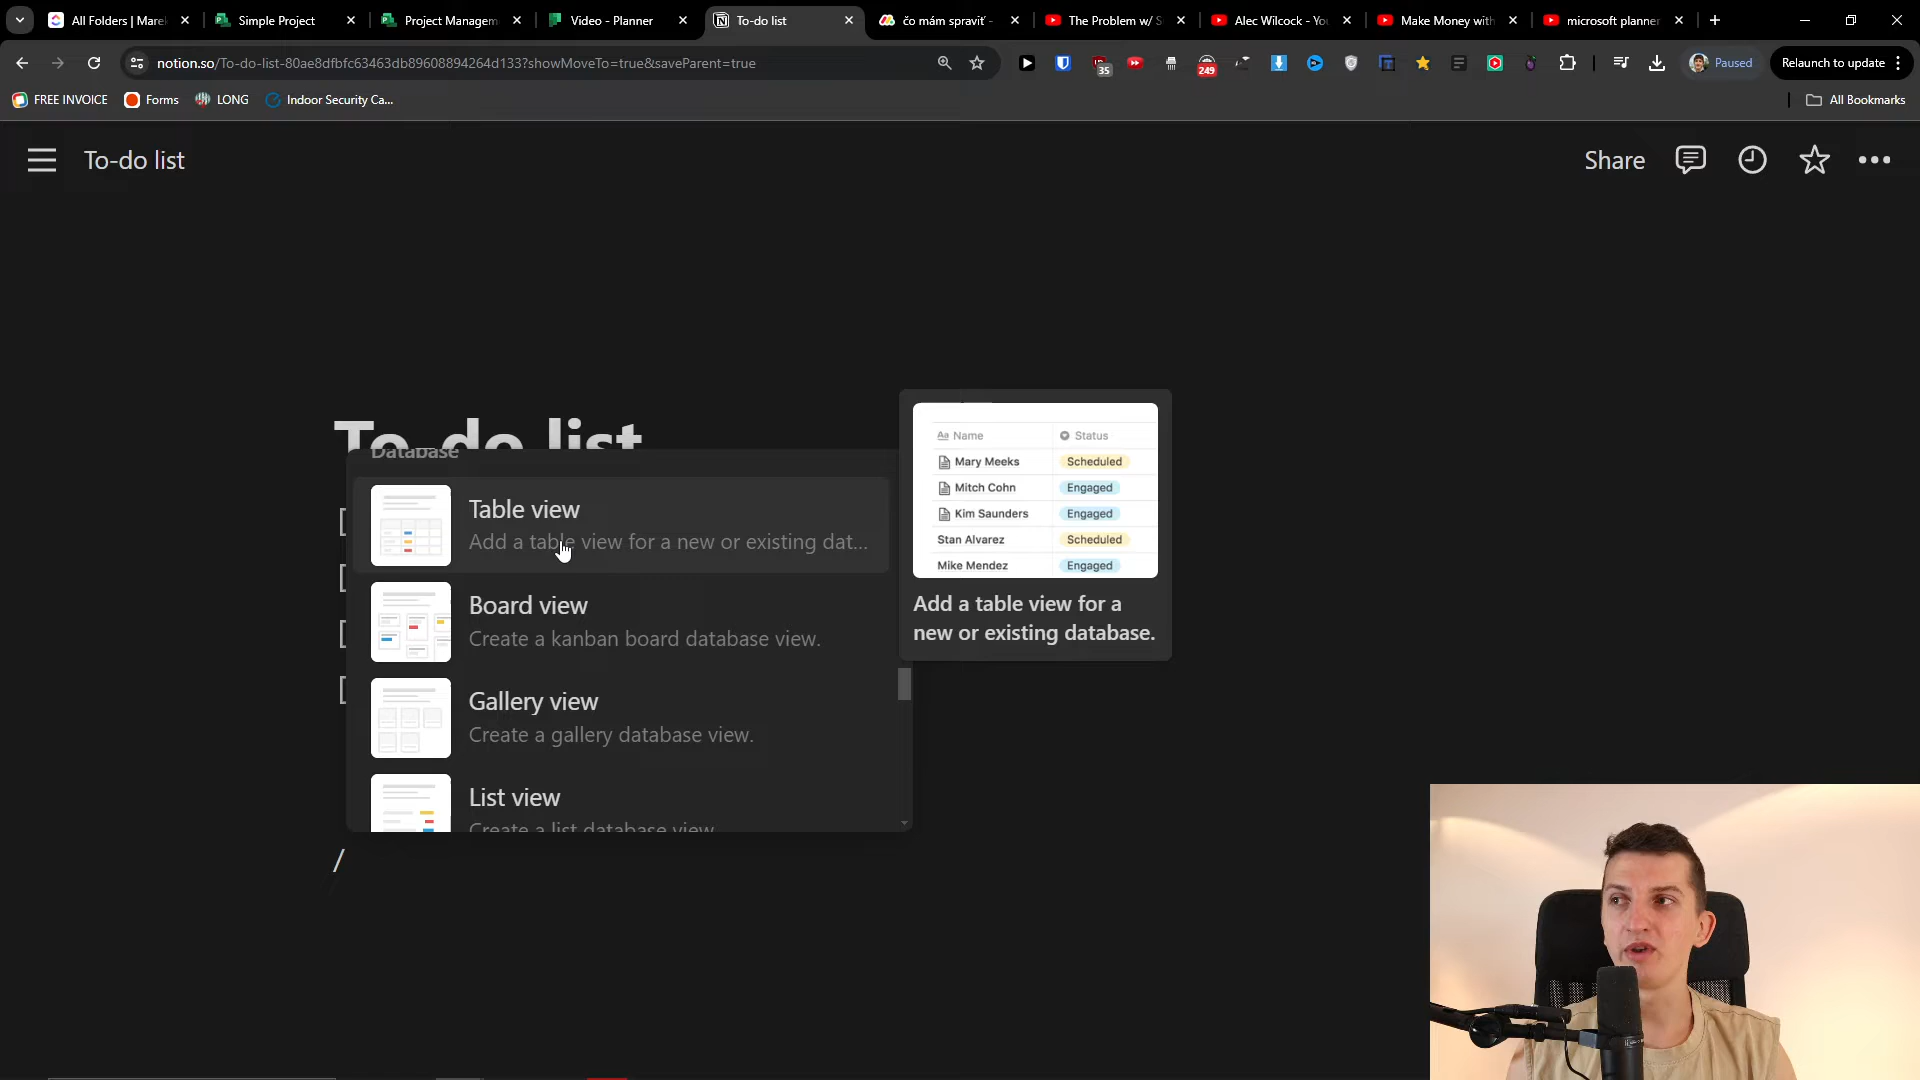 All Folders | Marek
Simple Project
Project Managem
Video - Planner
To-do list
čo mám spraviť -
The Problem w/ S
Alec Wilcock - You
Make Money with
microsoft planner
notion.so/To-do-list-80ae8dfbfc63463db89608894264d133?showMoveTo=true&saveParent=true
35
249
Paused
Relaunch to update
FREE INVOICE
Forms
LONG
Indoor Security Ca...
All Bookmarks
To-do list
Share
To-do list
Database
Table view
Add a table view for a new or existing dat...
Board view
Create a kanban board database view.
Gallery view
Create a gallery database view.
List view
Create a list database view.
/
Aa Name
Status
Mary Meeks
Scheduled
Mitch Cohn
Engaged
Kim Saunders
Engaged
Stan Alvarez
Scheduled
Mike Mendez
Engaged
Add a table view for a
new or existing database.